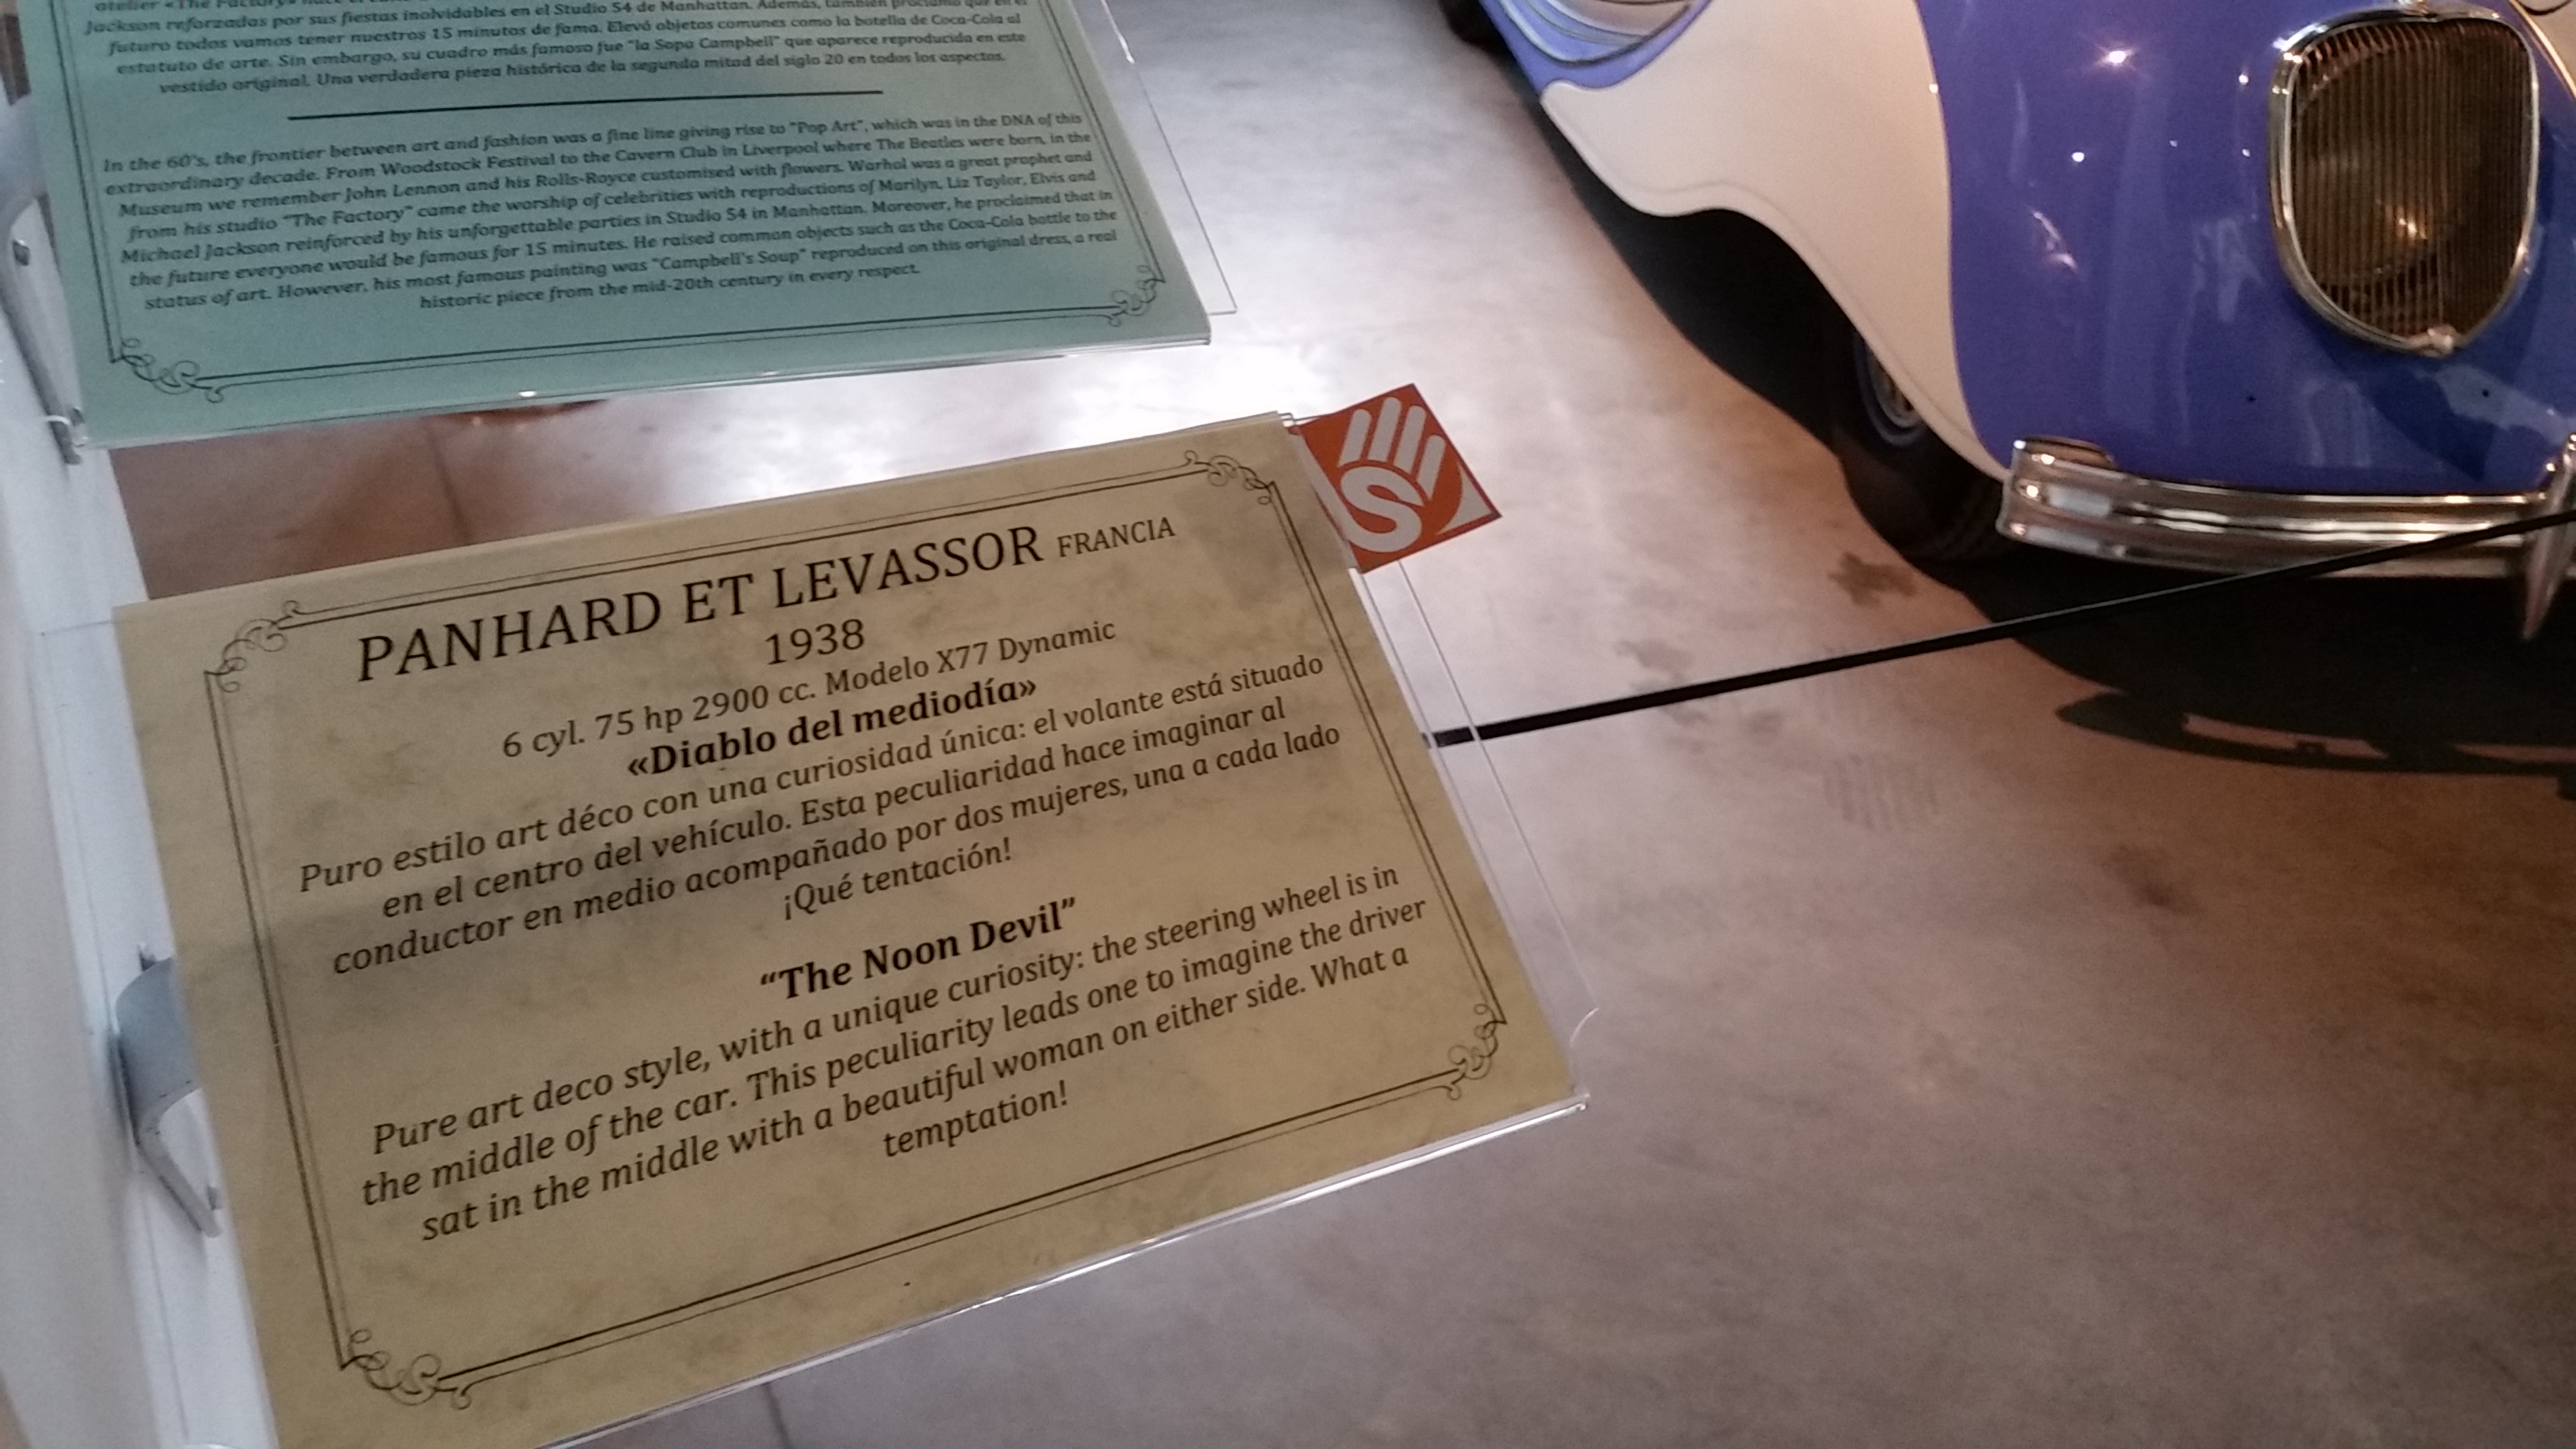 atelier «The Factory»
Jackson reforzadas por sus fiestas inolvidables en el Studio 54 de Manhattan. Además, también proclamó que en el
futuro todos vamos tener nuestros 15 minutos de fama. Elevó objetos comunes como la botella de Coca-Cola al
estatuto de arte. Sin embargo, su cuadro más famoso fue "la Sopa Campbell" que aparece reproducida en este
vestido original. Una verdadera pieza histórica de la segunda mitad del siglo 20 en todos los aspectos.
In the 60's, the frontier between art and fashion was a fine line giving rise to "Pop Art", which was in the DNA of this
extraordinary decade. From Woodstock Festival to the Cavern Club in Liverpool where The Beatles were born, in the
Museum we remember John Lennon and his Rolls-Royce customised with flowers. Warhol was a great prophet and
from his studio "The Factory" came the worship of celebrities with reproductions of Marilyn, Liz Taylor, Elvis and
Michael Jackson reinforced by his unforgettable parties in Studio 54 in Manhattan. Moreover, he proclaimed that in
the future everyone would be famous for 15 minutes. He raised common objects such as the Coca-Cola bottle to the
status of art. However, his most famous painting was "Campbell's Soup" reproduced on this original dress, a real
historic piece from the mid-20th century in every respect.
S
PANHARD ET LEVASSOR FRANCIA
1938
6 cyl. 75 hp 2900 cc. Modelo X77 Dynamic
«Diablo del mediodía»
Puro estilo art déco con una curiosidad única: el volante está situado
en el centro del vehículo. Esta peculiaridad hace imaginar al
conductor en medio acompañado por dos mujeres, una a cada lado
¡Qué tentación!
“The Noon Devil”
Pure art deco style, with a unique curiosity: the steering wheel is in
the middle of the car. This peculiarity leads one to imagine the driver
sat in the middle with a beautiful woman on either side. What a
temptation!